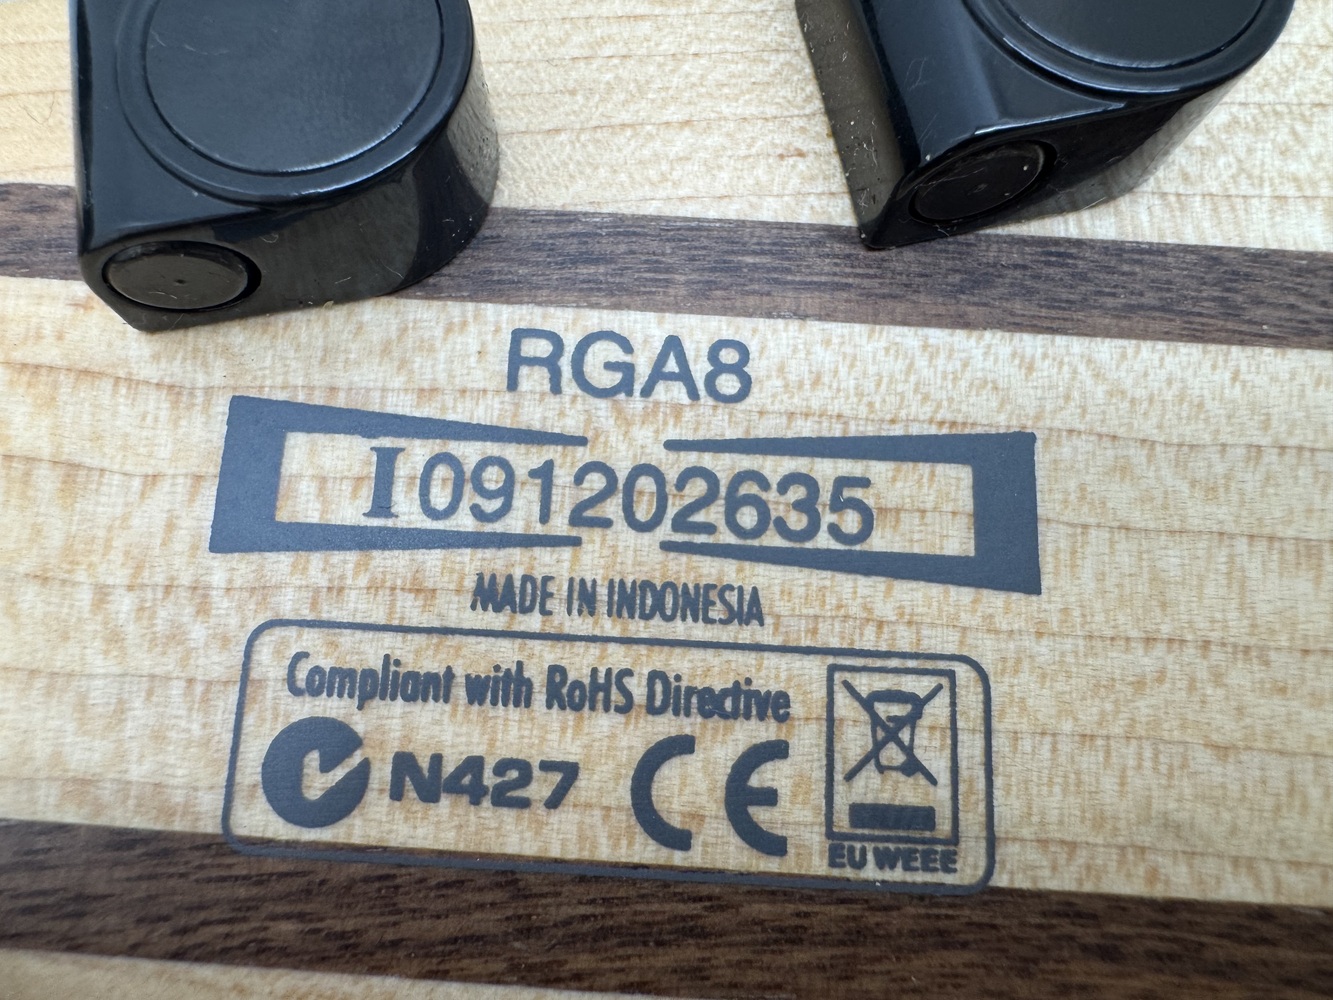 RGA8
I091202635
MADE IN INDONESIA
Compliant with RoHS Directive
N427 CE
EU WEEE